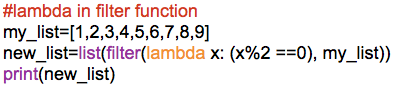 #lambda in filter function
my_list=[1,2,3,4,5,6,7,8,9]
new_list=list(filter(lambda x: (x%2 ==0), my_list))
print(new_list)